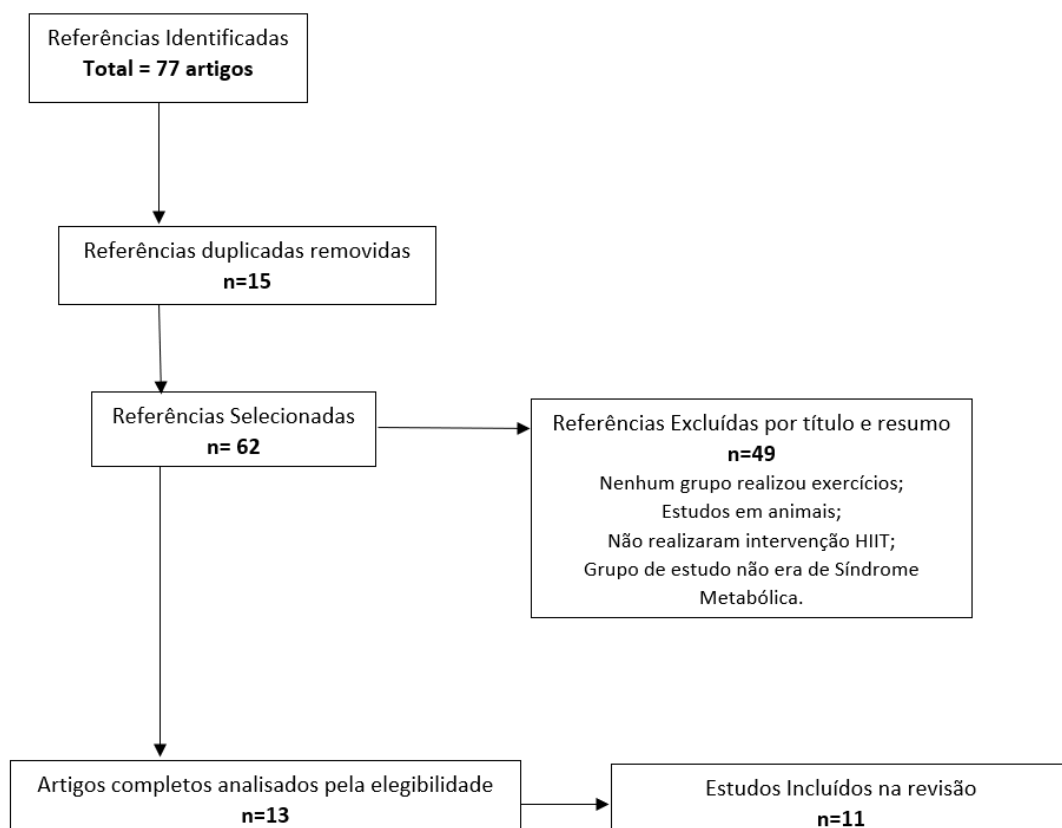 Referências Identificadas
Total = 77 artigos
Referências duplicadas removidas
n=15
Referências Selecionadas
n= 62
Referências Excluídas por título e resumo
n=49
Nenhum grupo realizou exercícios;
Estudos em animais;
Não realizaram intervenção HIIT;
Grupo de estudo não era de Síndrome
Metabólica.
Artigos completos analisados pela elegibilidade
n=13
Estudos Incluídos na revisão
n=11